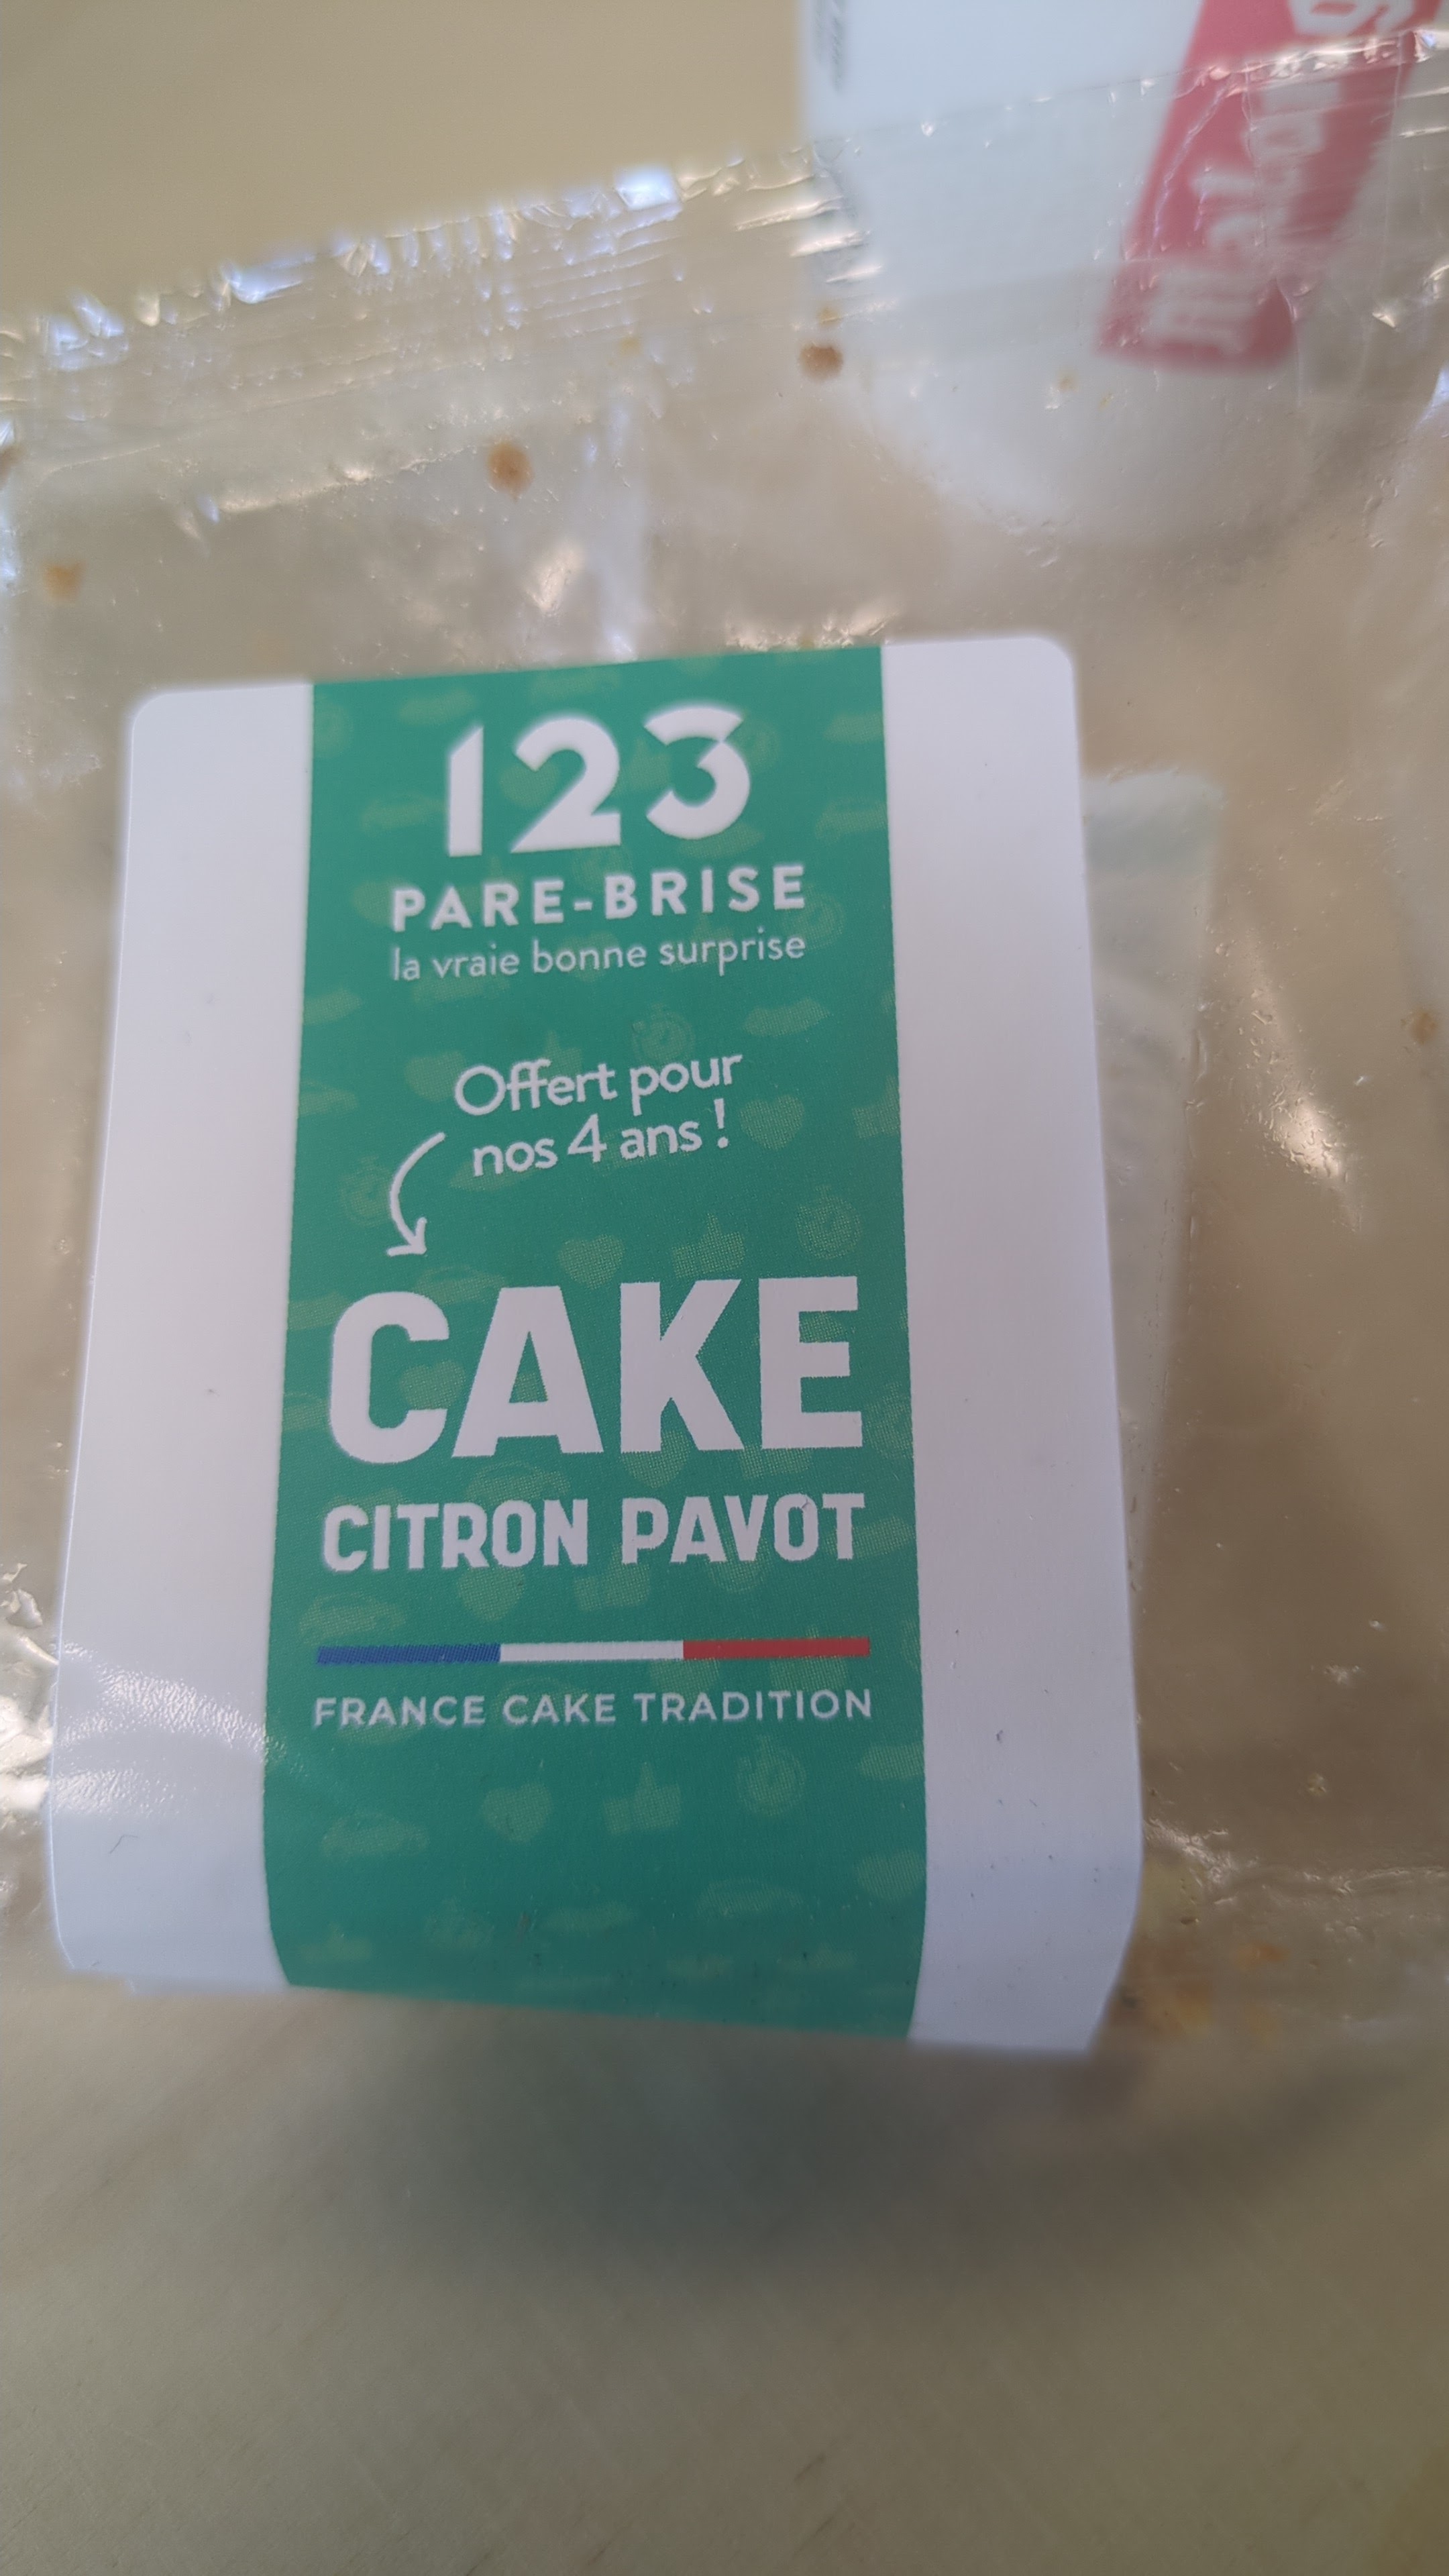 123
PARE-BRISE
la vraie bonne surprise
Offert pour
nos 4 ans !
CAKE
CITRON PAVOT
FRANCE CAKE TRADITION